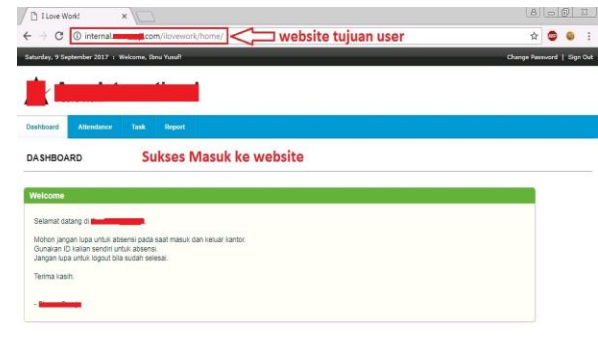 I Love Work!
internal.
.com/ilovework/home/
website tujuan user
Saturday, 9 September 2017 : Welcome, Ibnu Yusuf!
Change Password | Sign Out
Dashboard Attendance Task Report
DASHBOARD
Sukses Masuk ke website
Welcome
Selamat datang di
Mohon jangan lupa untuk absensi pada saat masuk dan keluar kantor.
Gunakan ID kalian sendiri untuk absensi.
Jangan lupa untuk logout bila sudah selesai.
Terima kasih.
-